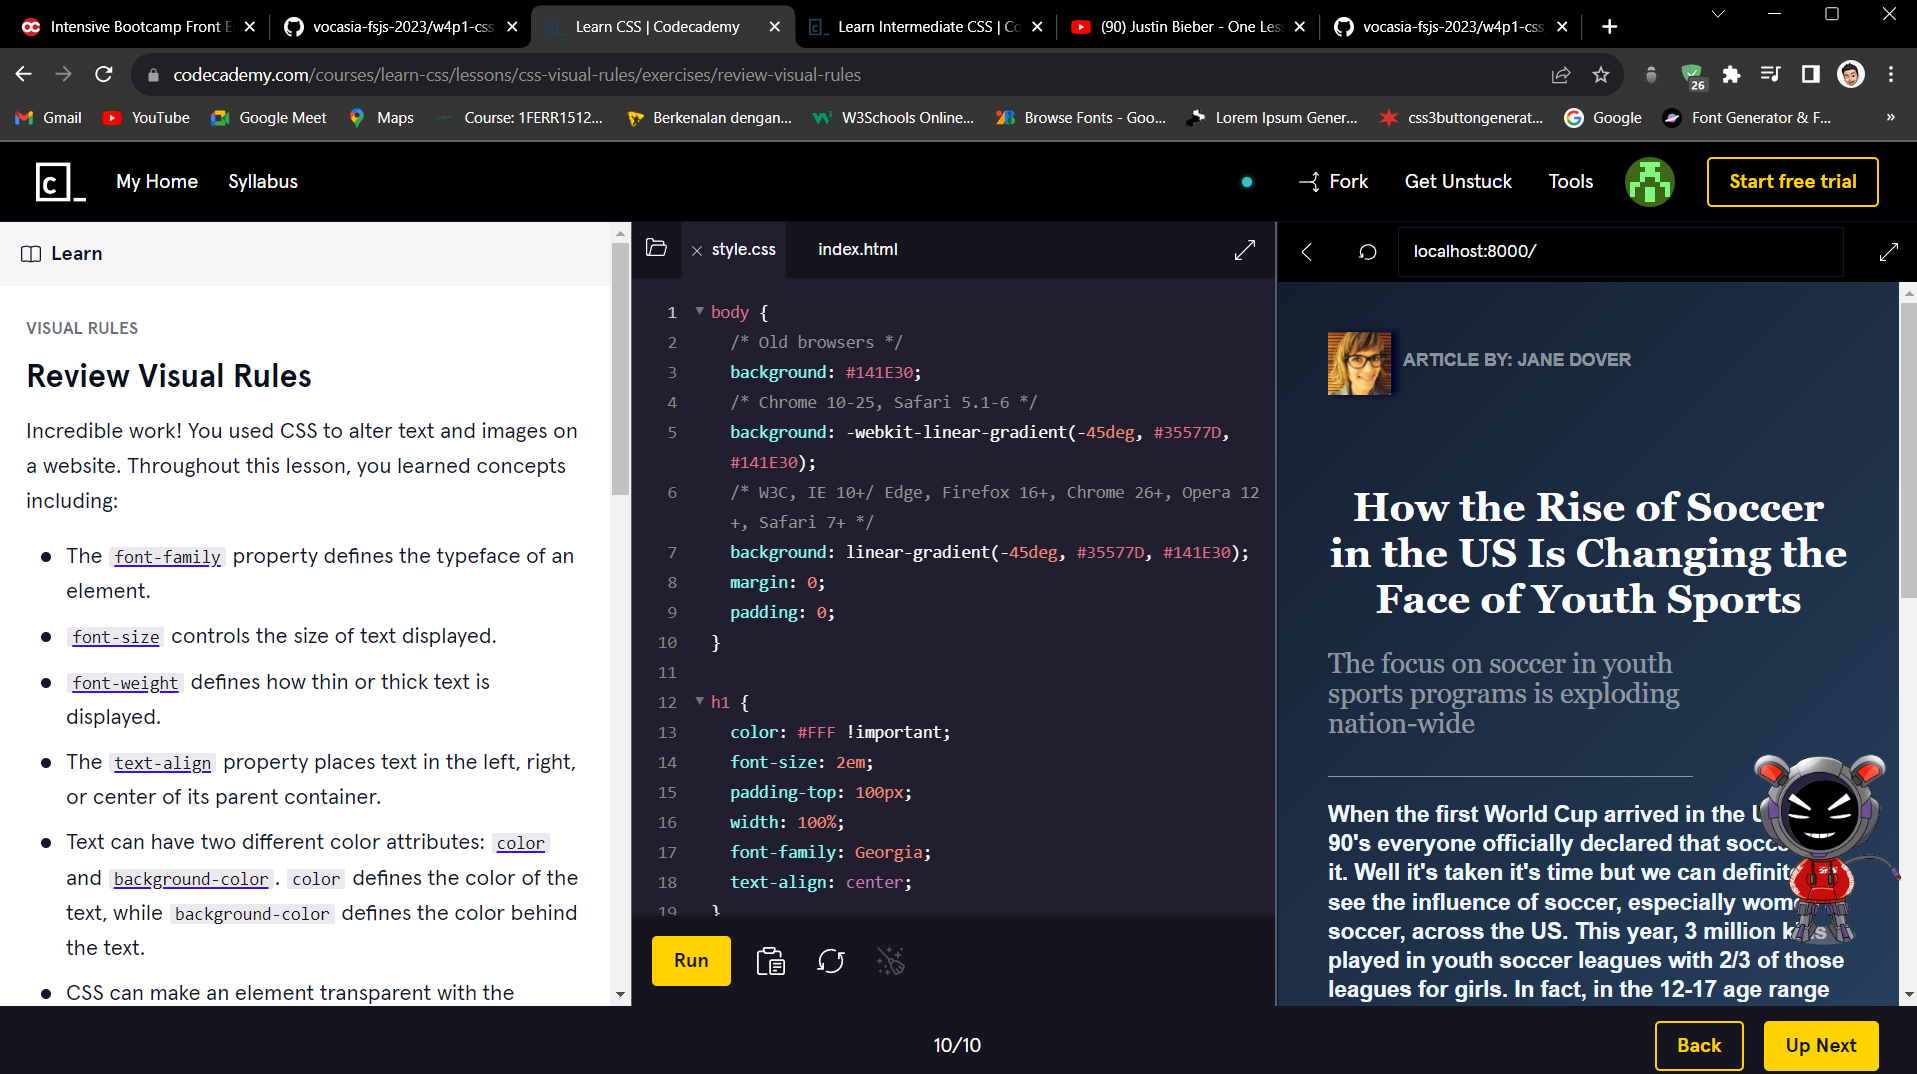 Intensive Bootcamp Front E
vocasia-fsjs-2023/w4p1-css
Learn CSS | Codecademy
Learn Intermediate CSS | Co
(90) Justin Bieber - One Les
vocasia-fsjs-2023/w4p1-css
codecademy.com/courses/learn-css/lessons/css-visual-rules/exercises/review-visual-rules
26
Gmail
YouTube
Google Meet
Maps
Course: 1FERR1512...
Berkenalan dengan...
W3Schools Online...
Browse Fonts - Goo...
Lorem Ipsum Gener...
css3buttongenerat...
Google
Font Generator & F...
»
c
My Home
Syllabus
Fork
Get Unstuck
Tools
Start free trial
Learn
VISUAL RULES
Review Visual Rules
Incredible work! You used CSS to alter text and images on
a website. Throughout this lesson, you learned concepts
including:
The font-family property defines the typeface of an
element.
font-size controls the size of text displayed.
font-weight defines how thin or thick text is
displayed.
The text-align property places text in the left, right,
or center of its parent container.
Text can have two different color attributes: color
and background-color. color defines the color of the
text, while background-color defines the color behind
the text.
CSS can make an element transparent with the
style.css
index.html
1 body {
2 /* Old browsers */
3 background: #141E30;
4 /* Chrome 10-25, Safari 5.1-6 */
5 background: -webkit-linear-gradient(-45deg, #35577D,
#141E30);
6 /* W3C, IE 10+/ Edge, Firefox 16+, Chrome 26+, Opera 12
+, Safari 7+ */
7 background: linear-gradient(-45deg, #35577D, #141E30);
8 margin: 0;
9 padding: 0;
10 }
11
12 h1 {
13 color: #FFF !important;
14 font-size: 2em;
15 padding-top: 100px;
16 width: 100%;
17 font-family: Georgia;
18 text-align: center;
19 }
Run
localhost:8000/
ARTICLE BY: JANE DOVER
How the Rise of Soccer
in the US Is Changing the
Face of Youth Sports
The focus on soccer in youth
sports programs is exploding
nation-wide
When the first World Cup arrived in the
90's everyone officially declared that
it. Well it's taken it's time but we can
see the influence of soccer, especially
soccer, across the US. This year, 3 million
played in youth soccer leagues with 2/3 of those
leagues for girls. In fact, in the 12-17 age range
10/10
Back
Up Next